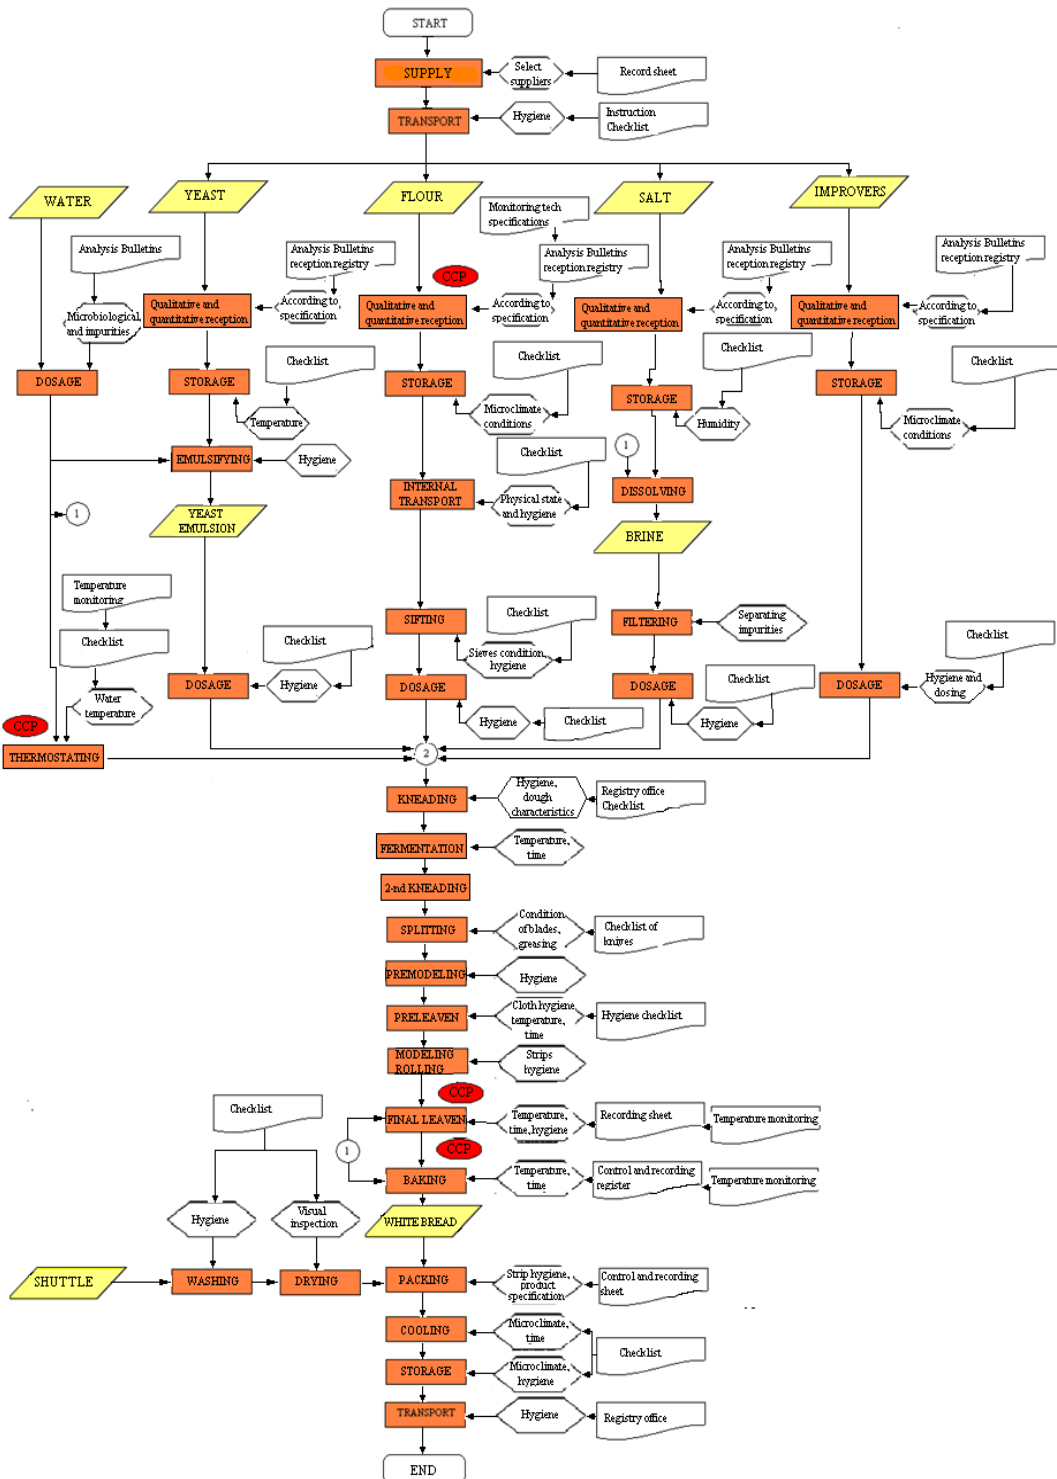 START
SUPPLY
Select
suppliers
Record sheet
TRANSPORT
Hygiene
Instruction
Checklist
WATER
YEAST
FLOUR
SALT
IMPROVERS
Monitoring tech
specifications
Analysis Bulletins
Analysis Bulletins
reception registry
Analysis Bulletins
reception registry
Analysis Bulletins
reception registry
Analysis Bulletins
reception registry
CCP
Microbiological
and impurities
Qualitative and
quantitative reception
According to
specification
Qualitative and
quantitative reception
According to
specification
Qualitative and
quantitative reception
According to
specification
Qualitative and
quantitative reception
According to
specification
DOSAGE
STORAGE
Checklist
Temperature
STORAGE
Checklist
Microclimate
conditions
STORAGE
Checklist
Humidity
STORAGE
Checklist
Microclimate
conditions
EMULSIFYING
Hygiene
1
YEAST
EMULSION
INTERNAL
TRANSPORT
Checklist
Physical state
and hygiene
1
DISSOLVING
BRINE
Temperature
monitoring
Checklist
Water
temperature
CCP
THERMOSTATING
DOSAGE
Hygiene
Checklist
SIFTING
Checklist
Sieves condition,
hygiene
DOSAGE
Hygiene
Checklist
FILTERING
Separating
impurities
DOSAGE
Checklist
Hygiene
DOSAGE
Hygiene and
dosing
Checklist
2
KNEADING
Hygiene,
dough
characteristics
Registry office
Checklist
FERMENTATION
Temperature,
time
2-nd KNEADING
SPLITTING
Condition
of blades,
greasing
Checklist of
knives
PREMODELING
Hygiene
PRELEAVEN
Cloth hygiene
temperature,
time
Hygiene checklist
MODELING
ROLLING
Strips
hygiene
CCP
FINAL LEAVEN
Temperature,
time, hygiene
Recording sheet
Temperature monitoring
1
CCP
BAKING
Temperature,
time
Control and recording
register
Temperature monitoring
Checklist
Hygiene
Visual
inspection
WHITE BREAD
SHUTTLE
WASHING
DRYING
PACKING
Strip hygiene,
product
specification
Control and recording
sheet
COOLING
Microclimate,
time
Checklist
STORAGE
Microclimate,
hygiene
TRANSPORT
Hygiene
Registry office
END